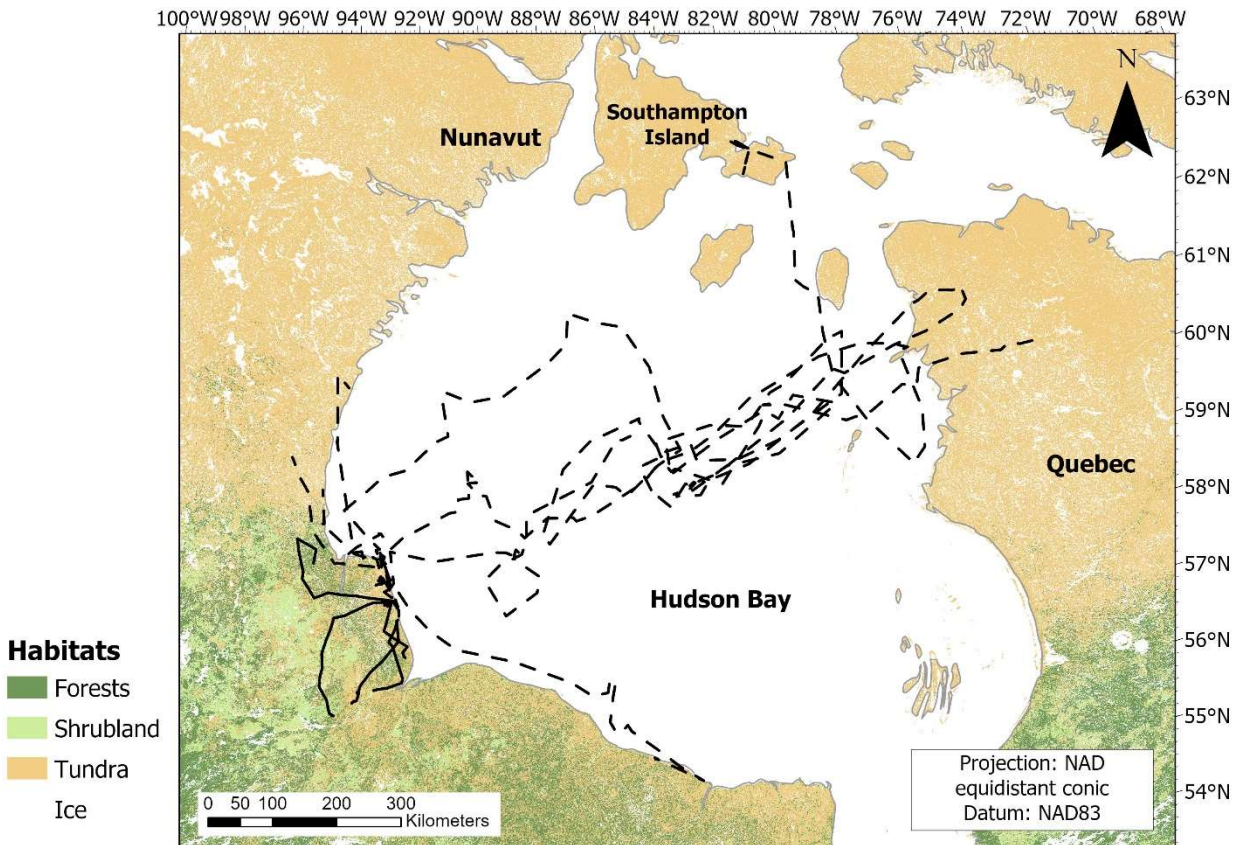 100°W 98°W 96°W 94°W 92°W 90°W 88°W 86°W 84°W 82°W 80°W 78°W 76°W 74°W 72°W 70°W 68°W
N
63°N
Southampton
Island
Nunavut
62°N
61°N
60°N
59°N
Quebec
58°N
57°N
Hudson Bay
56°N
Habitats
Forests
55°N
Shrubland
Tundra
Projection: NAD
equidistant conic
Datum: NAD83
54°N
Ice
0 50 100 200 300
Kilometers